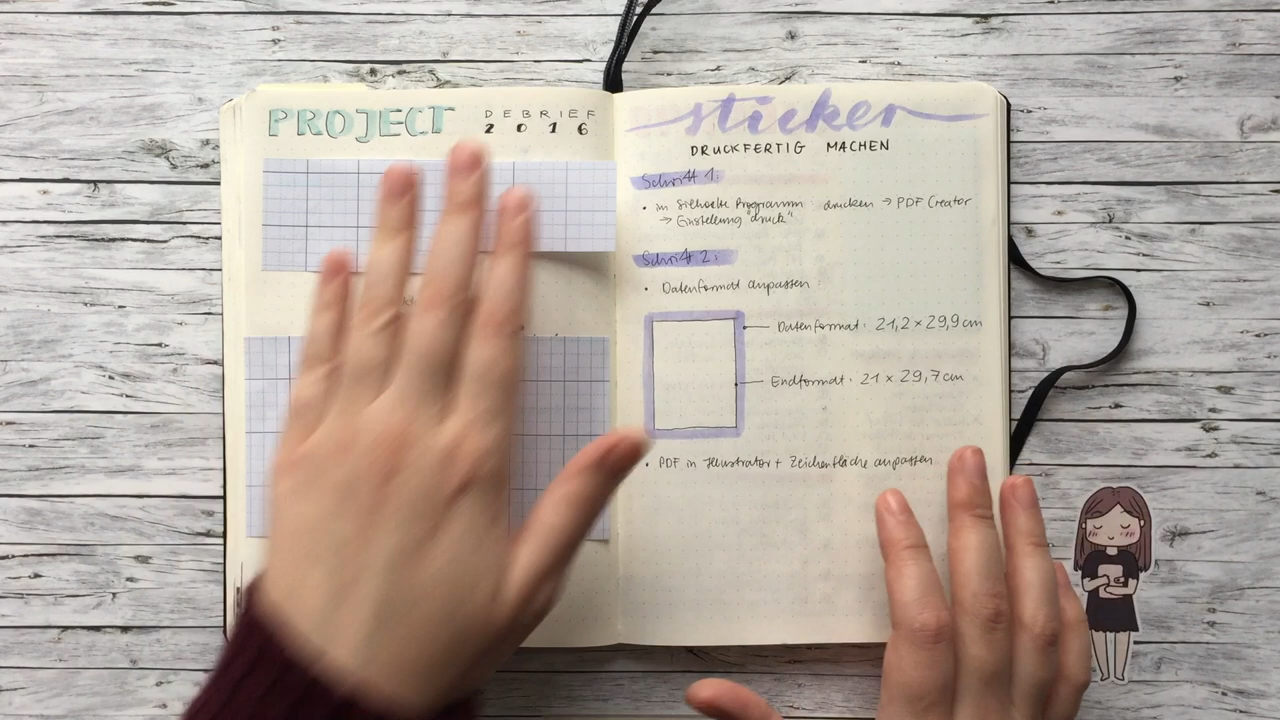 PROJECT DEBRIEF
2016
sticker
DRUCKFERTIG MACHEN
Schritt 1:
• im Silhoette Programm drucken → PDF Creator
→ Einstellung "druck"
Schritt 2:
• Datenformat anpassen
Datenformat: 21,2 × 29,9 cm
Endformat: 21 × 29,7 cm
• PDF in Illustrator + Zeichenfläche anpassen